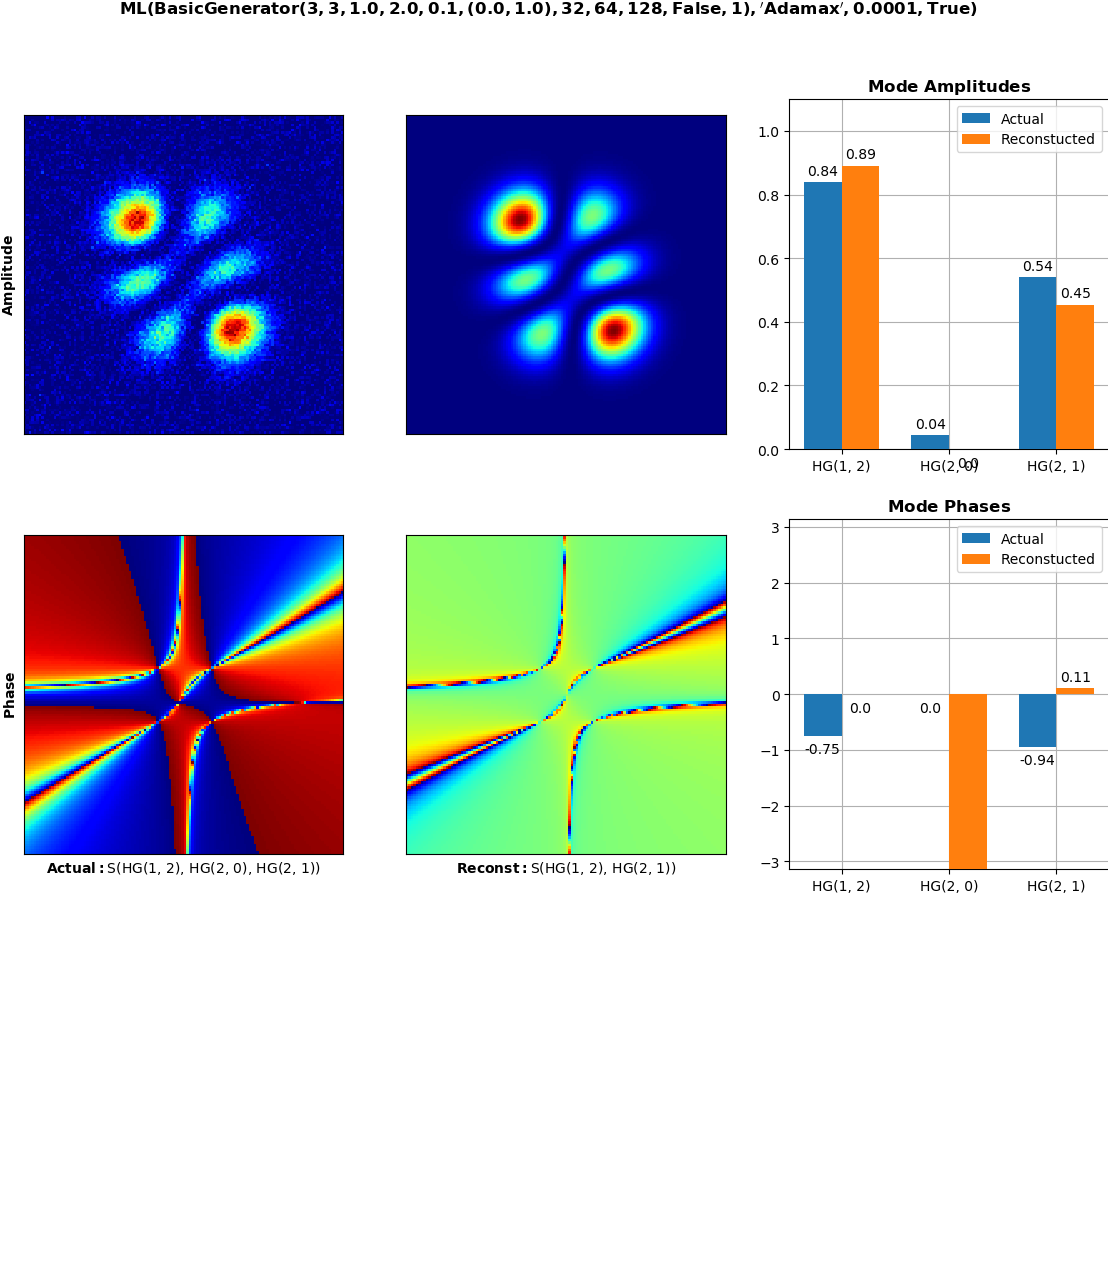 ML(BasicGenerator(3, 3, 1.0, 2.0, 0.1, (0.0, 1.0), 32, 64, 128, False, 1), ′Adamax′, 0.0001, True)
Amplitude
Mode Amplitudes
Actual
Reconstucted
1.0
0.8
0.6
0.4
0.2
0.0
0.84
0.89
0.04
0.0
0.54
0.45
HG(1, 2)
HG(2, 0)
HG(2, 1)
Phase
Actual: S(HG(1, 2), HG(2, 0), HG(2, 1))
Reconst: S(HG(1, 2), HG(2, 1))
Mode Phases
Actual
Reconstucted
3
2
1
0
−1
−2
−3
-0.75
0.0
0.0
-0.94
0.11
HG(1, 2)
HG(2, 0)
HG(2, 1)